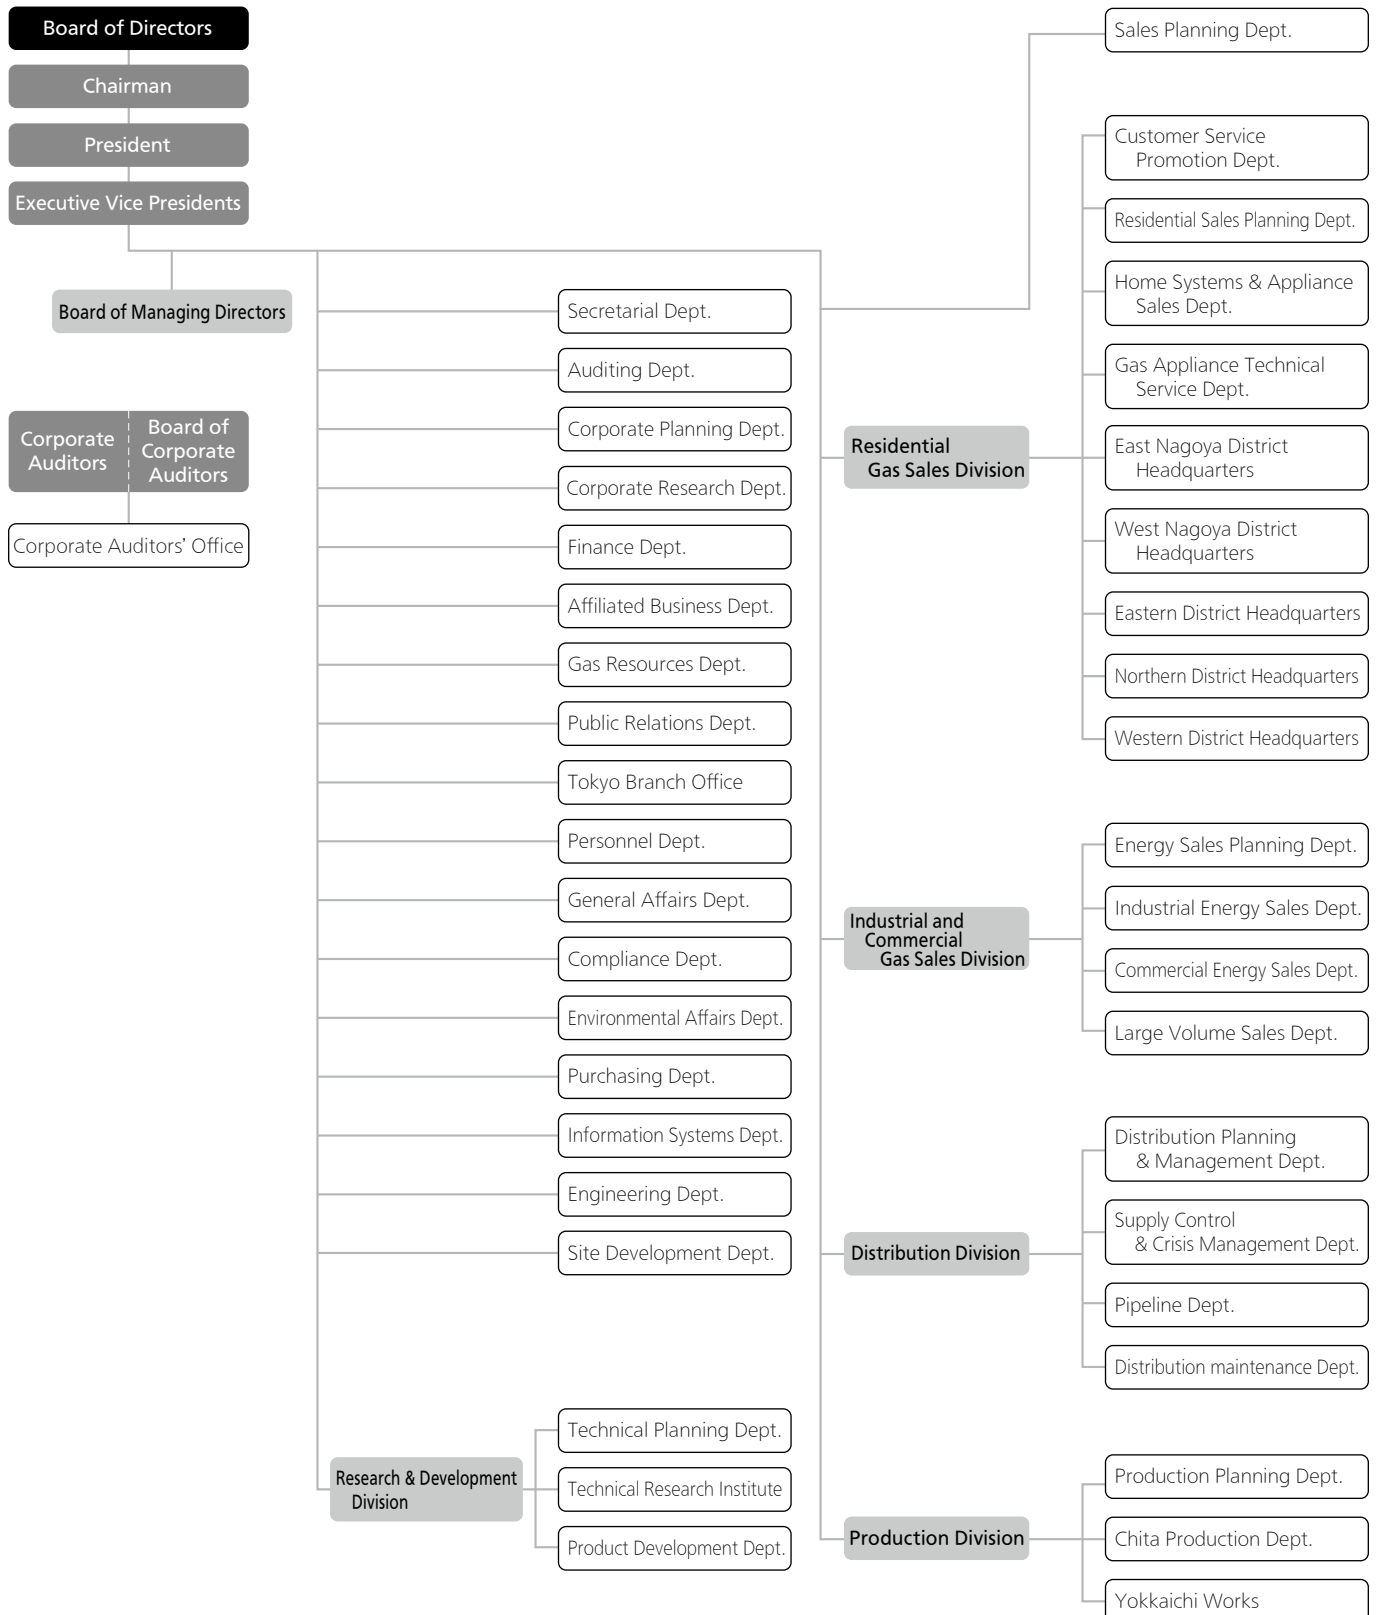 Board of Directors
Chairman
President
Executive Vice Presidents
Board of Managing Directors
Corporate
Auditors
Board of
Corporate
Auditors
Corporate Auditors’ Office
Secretarial Dept.
Auditing Dept.
Corporate Planning Dept.
Corporate Research Dept.
Finance Dept.
Affiliated Business Dept.
Gas Resources Dept.
Public Relations Dept.
Tokyo Branch Office
Personnel Dept.
General Affairs Dept.
Compliance Dept.
Environmental Affairs Dept.
Purchasing Dept.
Information Systems Dept.
Engineering Dept.
Site Development Dept.
Research & Development
Division
Technical Planning Dept.
Technical Research Institute
Product Development Dept.
Sales Planning Dept.
Residential
Gas Sales Division
Customer Service
Promotion Dept.
Residential Sales Planning Dept.
Home Systems & Appliance
Sales Dept.
Gas Appliance Technical
Service Dept.
East Nagoya District
Headquarters
West Nagoya District
Headquarters
Eastern District Headquarters
Northern District Headquarters
Western District Headquarters
Industrial and
Commercial
Gas Sales Division
Energy Sales Planning Dept.
Industrial Energy Sales Dept.
Commercial Energy Sales Dept.
Large Volume Sales Dept.
Distribution Division
Distribution Planning
& Management Dept.
Supply Control
& Crisis Management Dept.
Pipeline Dept.
Distribution maintenance Dept.
Production Division
Production Planning Dept.
Chita Production Dept.
Yokkaichi Works